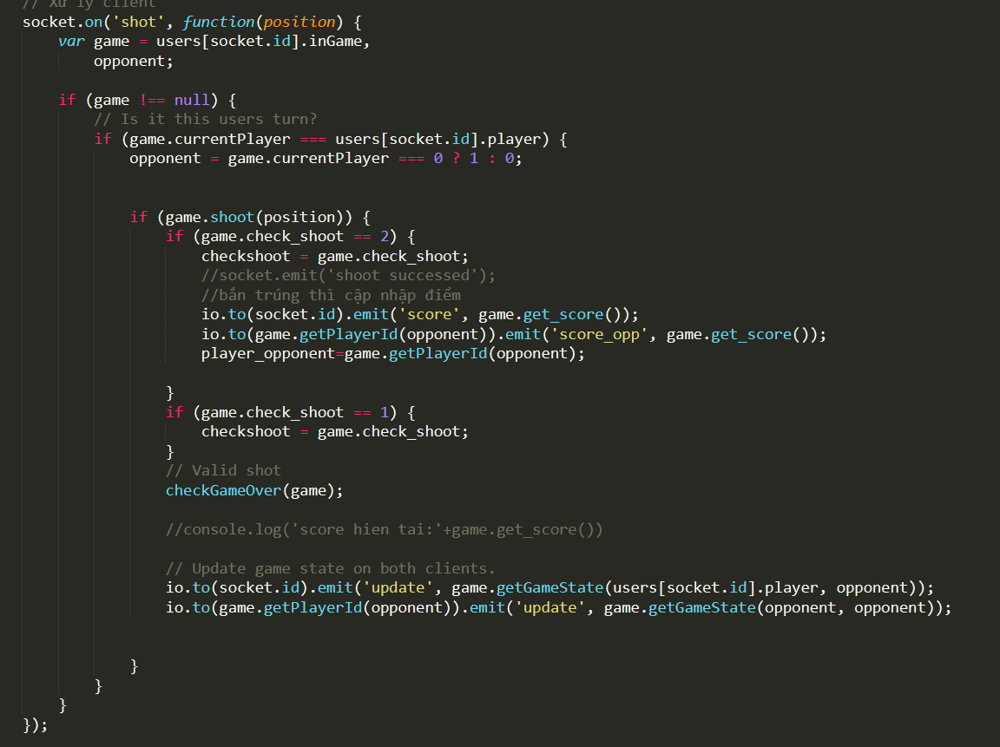 // Xử lý client
socket.on('shot', function(position) {
    var game = users[socket.id].inGame,
        opponent;
    if (game !== null) {
        // Is it this users turn?
        if (game.currentPlayer === users[socket.id].player) {
            opponent = game.currentPlayer === 0 ? 1 : 0;
            if (game.shoot(position)) {
                if (game.check_shoot == 2) {
                    checkshoot = game.check_shoot;
                    //socket.emit('shoot successed');
                    //bắn trúng thì cập nhập điểm
                    io.to(socket.id).emit('score', game.get_score());
                    io.to(game.getPlayerId(opponent)).emit('score_opp', game.get_score());
                    player_opponent=game.getPlayerId(opponent);
                }
                if (game.check_shoot == 1) {
                    checkshoot = game.check_shoot;
                }
                // Valid shot
                checkGameOver(game);
                //console.log('score hien tai:'+game.get_score())
                // Update game state on both clients.
                io.to(socket.id).emit('update', game.getGameState(users[socket.id].player, opponent));
                io.to(game.getPlayerId(opponent)).emit('update', game.getGameState(opponent, opponent));
            }
        }
    }
});